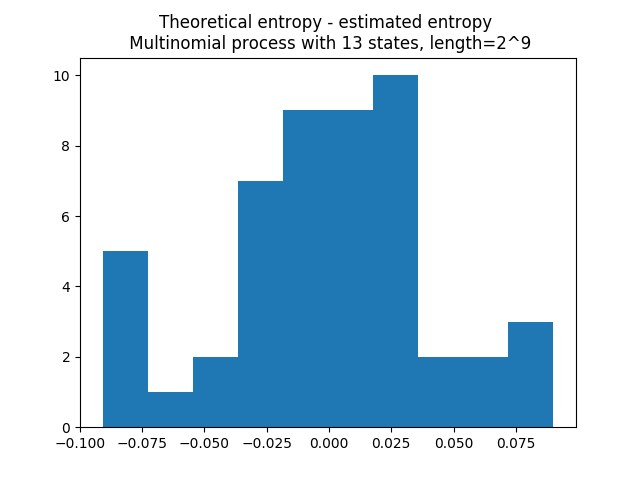 Theoretical entropy - estimated entropy
Multinomial process with 13 states, length=2^9
10
8
6
4
2
0
−0.100 −0.075 −0.050 −0.025 0.000 0.025 0.050 0.075